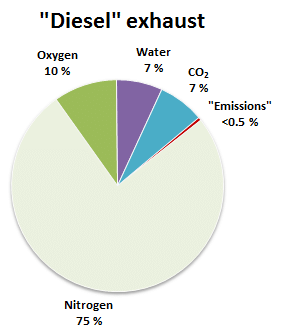 "Diesel" exhaust
Oxygen
10 %
Water
7 %
CO₂
7 %
"Emissions"
<0.5 %
Nitrogen
75 %